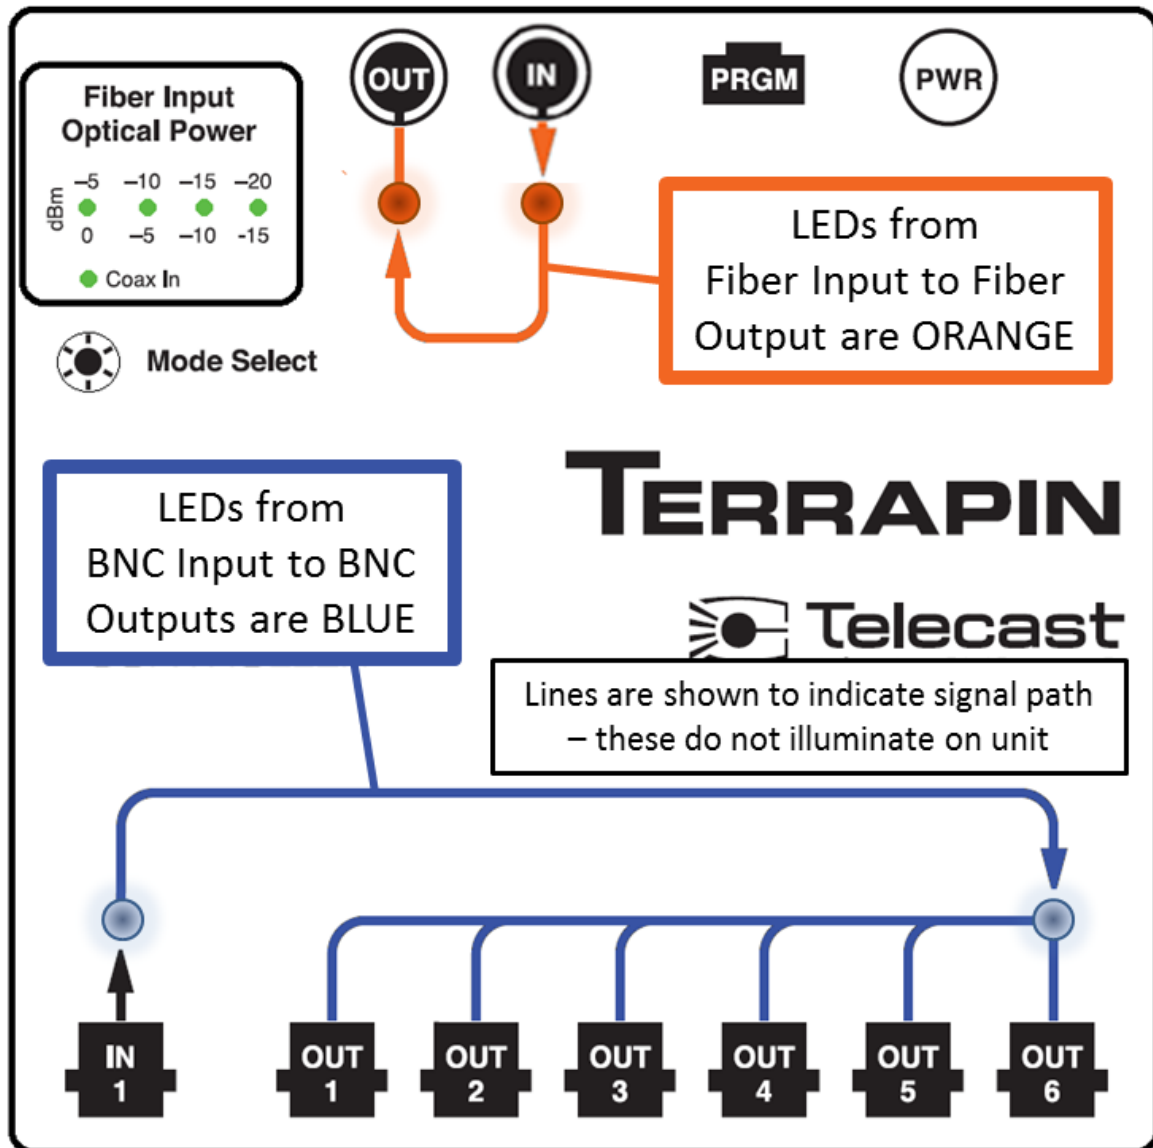 OUT
IN
PRGM
PWR
Fiber Input
Optical Power
dBm
–5 –10 –15 –20
0 –5 –10 -15
Coax In
Mode Select
LEDs from
Fiber Input to Fiber
Output are ORANGE
TERRAPIN
LEDs from
BNC Input to BNC
Outputs are BLUE
Telecast
Lines are shown to indicate signal path
– these do not illuminate on unit
IN
1
OUT
1
OUT
2
OUT
3
OUT
4
OUT
5
OUT
6